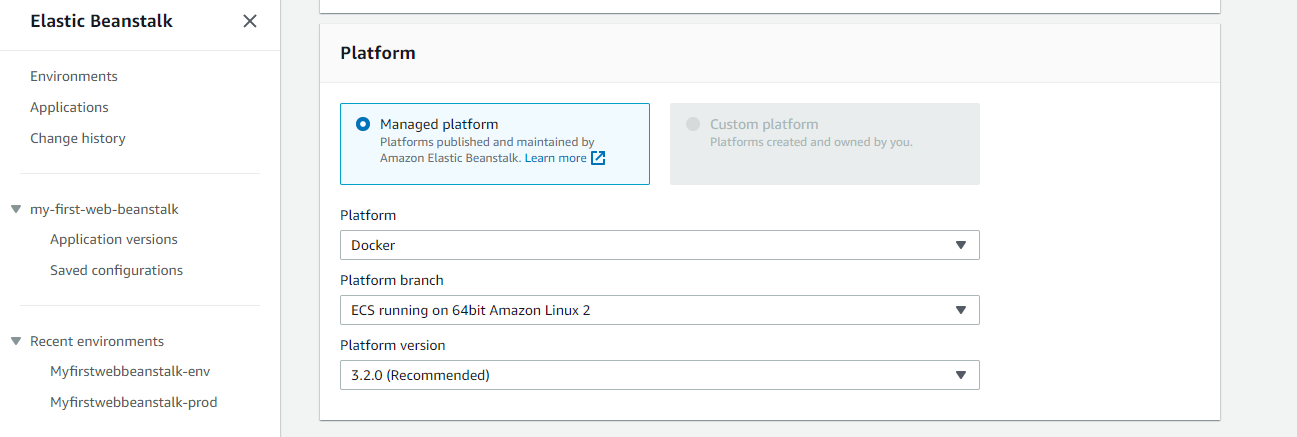 Elastic Beanstalk
Environments
Applications
Change history
my-first-web-beanstalk
Application versions
Saved configurations
Recent environments
Myfirstwebbeanstalk-env
Myfirstwebbeanstalk-prod
Platform
Managed platform
Platforms published and maintained by
Amazon Elastic Beanstalk. Learn more
Custom platform
Platforms created and owned by you.
Platform
Docker
Platform branch
ECS running on 64bit Amazon Linux 2
Platform version
3.2.0 (Recommended)